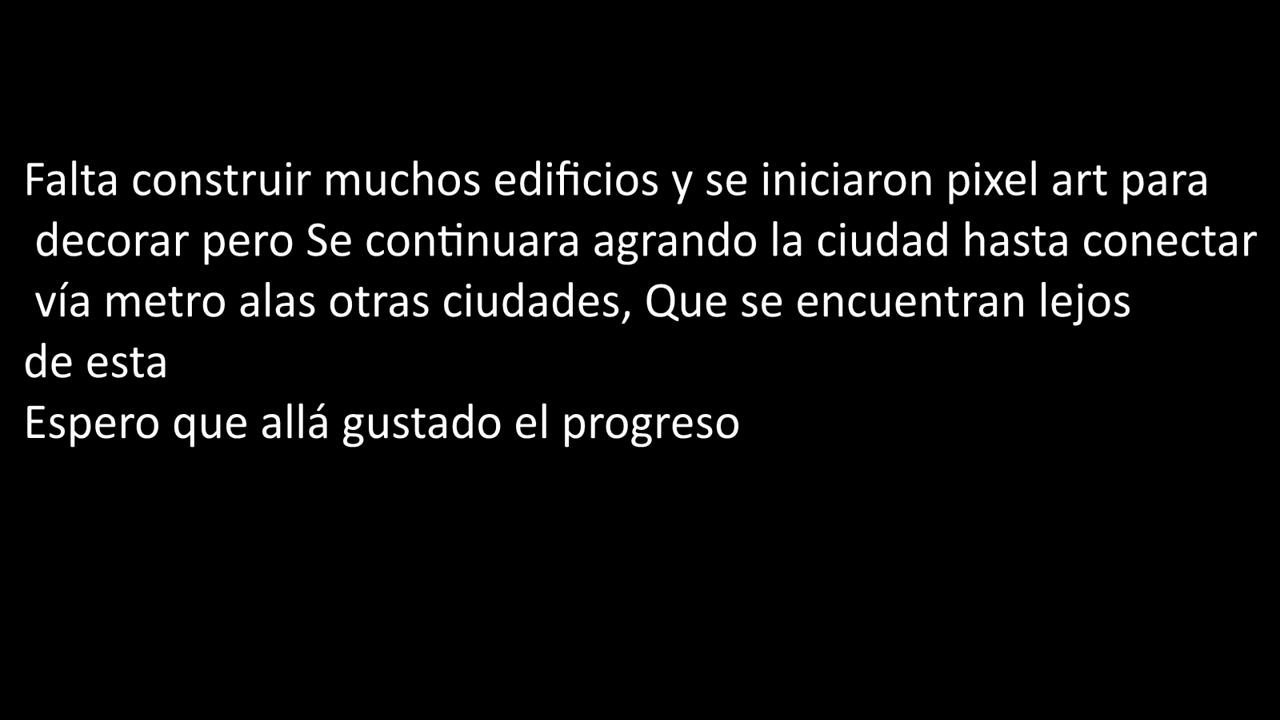 Falta construir muchos edificios y se iniciaron pixel art para
decorar pero Se continuara agrando la ciudad hasta conectar
vía metro alas otras ciudades, Que se encuentran lejos
de esta
Espero que allá gustado el progreso